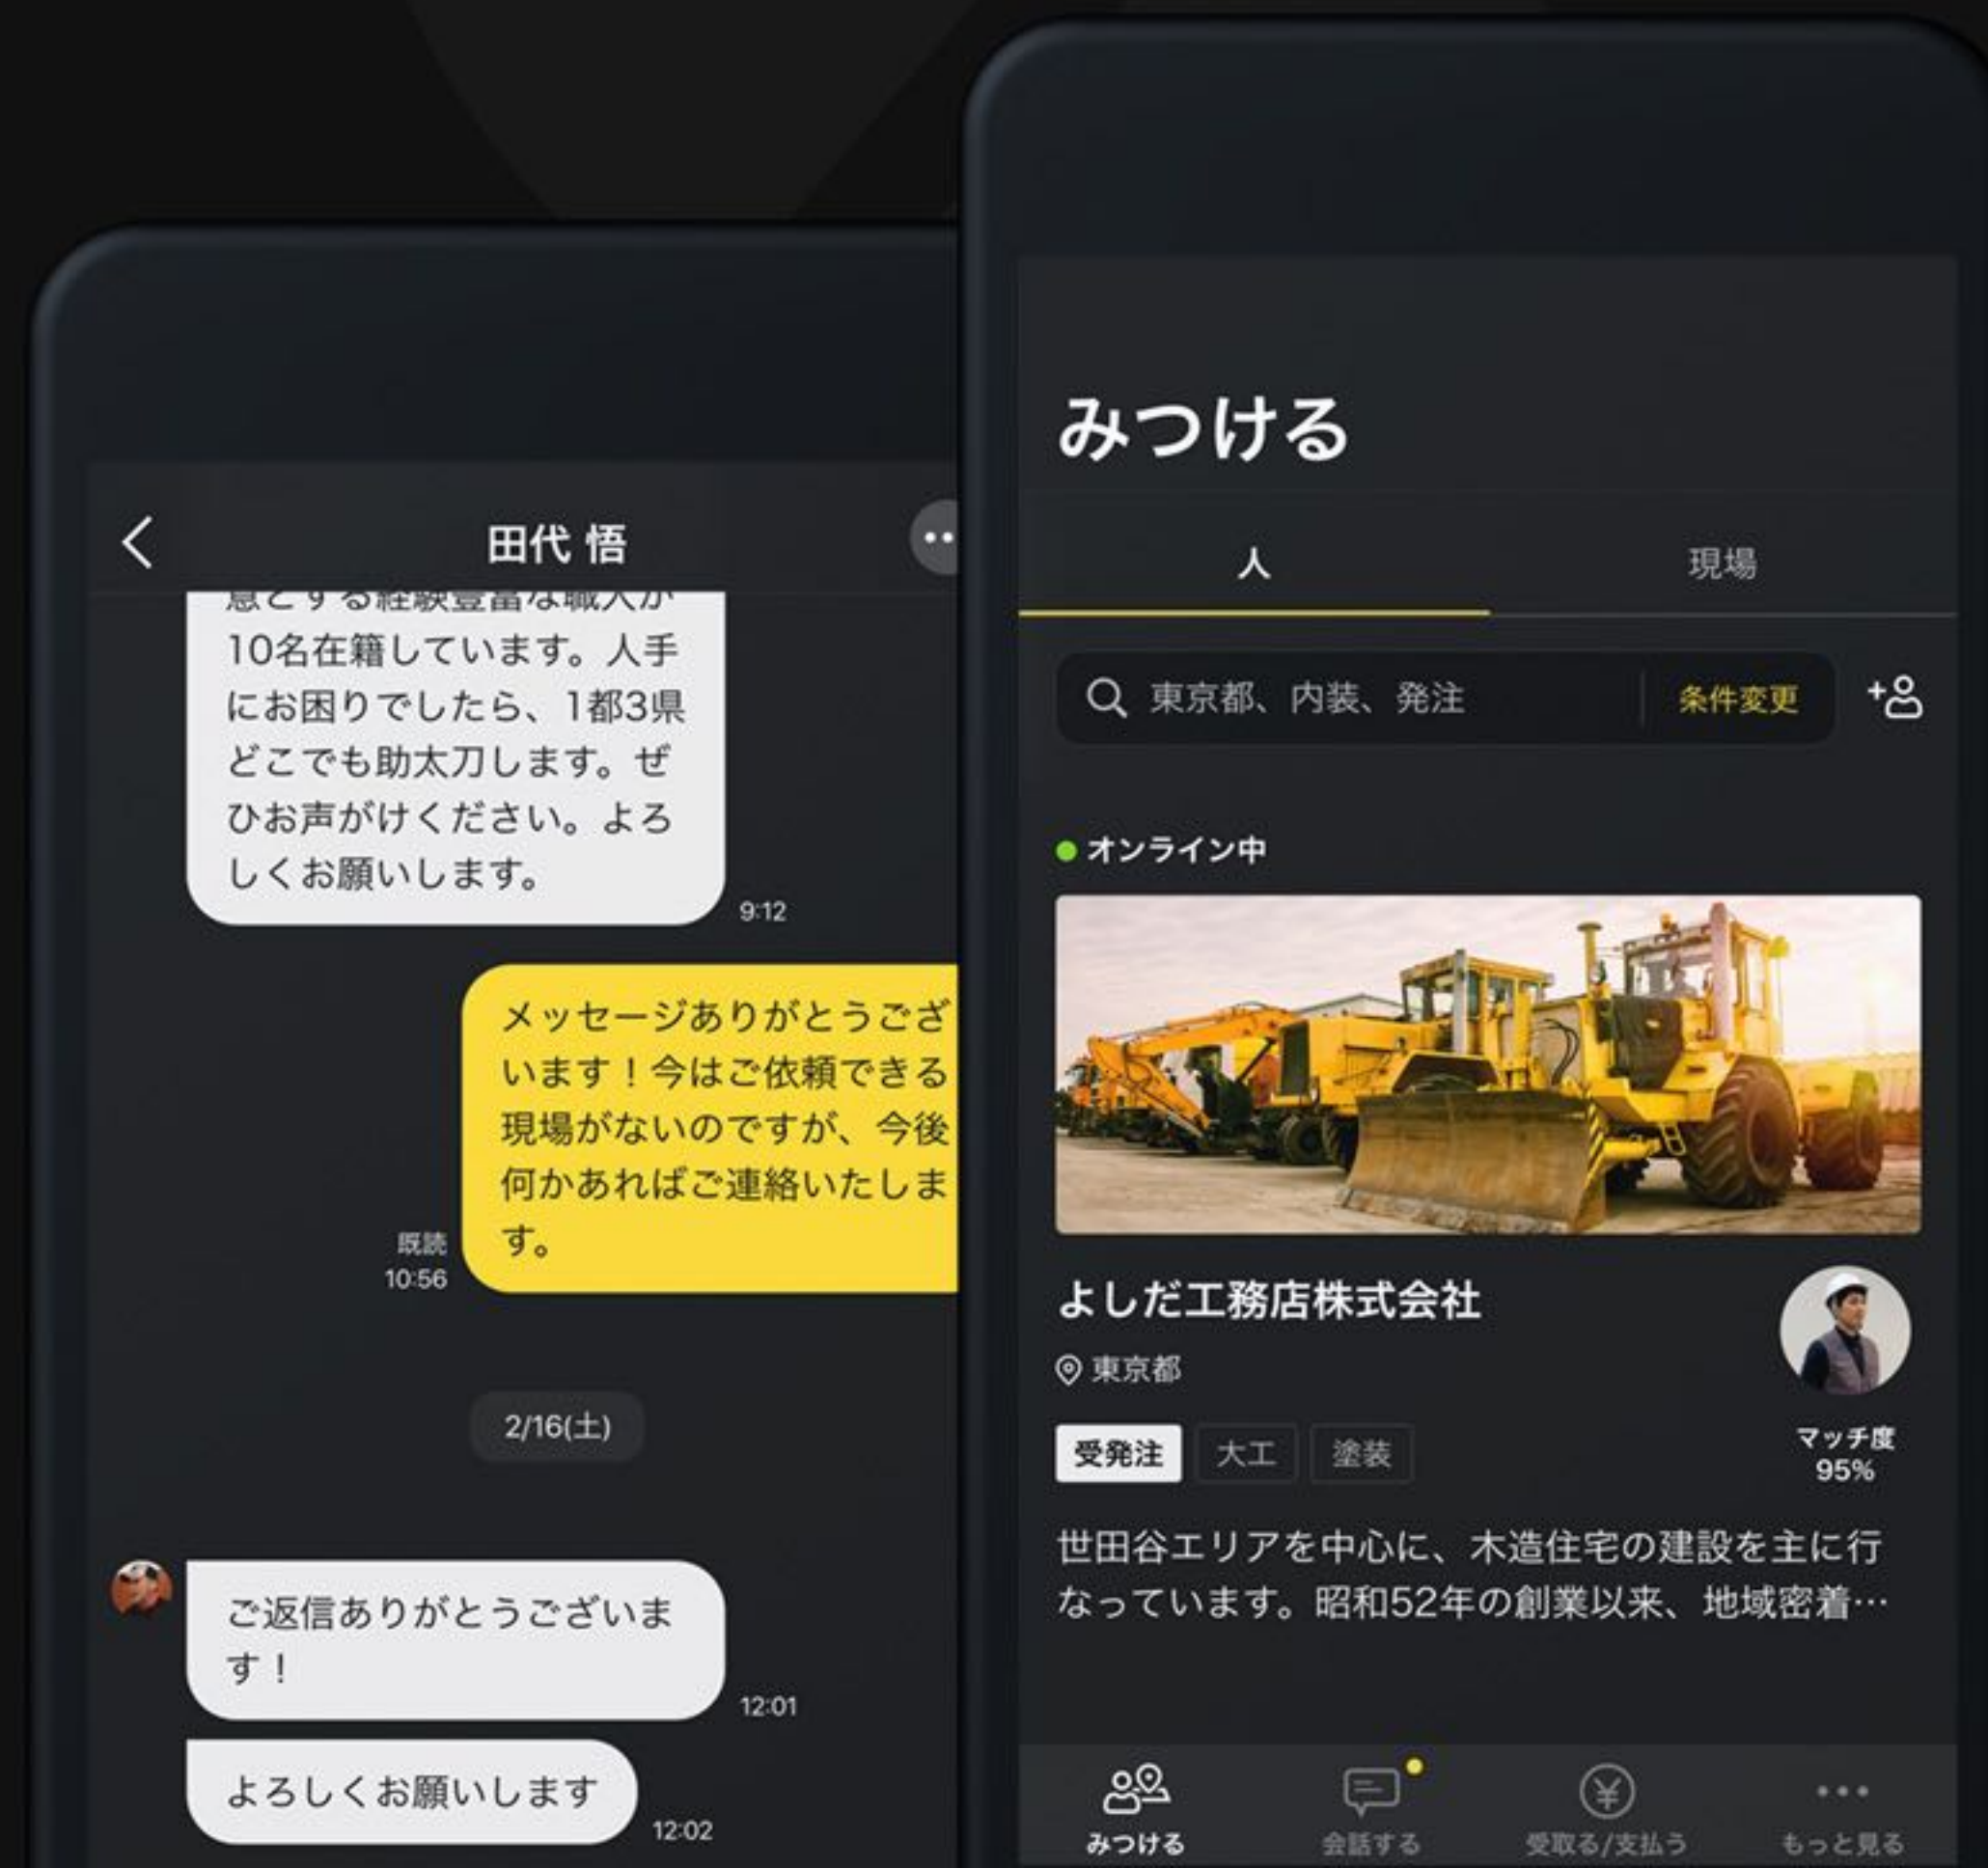 田代 悟
意とする経験豊富な職人が
10名在籍しています。人手
にお困りでしたら、1都3県
どこでも助太刀します。ぜ
ひお声がけください。よろ
しくお願いします。
9:12
メッセージありがとうござ
います！今はご依頼できる
現場がないのですが、今後
何かあればご連絡いたしま
す。
既読
10:56
2/16(土)
ご返信ありがとうございま
す！
12:01
よろしくお願いします
12:02
みつける
人
現場
東京都、内装、発注
条件変更
オンライン中
よしだ工務店株式会社
東京都
受発注 大工 塗装
マッチ度
95%
世田谷エリアを中心に、木造住宅の建設を主に行
なっています。昭和52年の創業以来、地域密着…
みつける
会話する
受取る/支払う
もっと見る